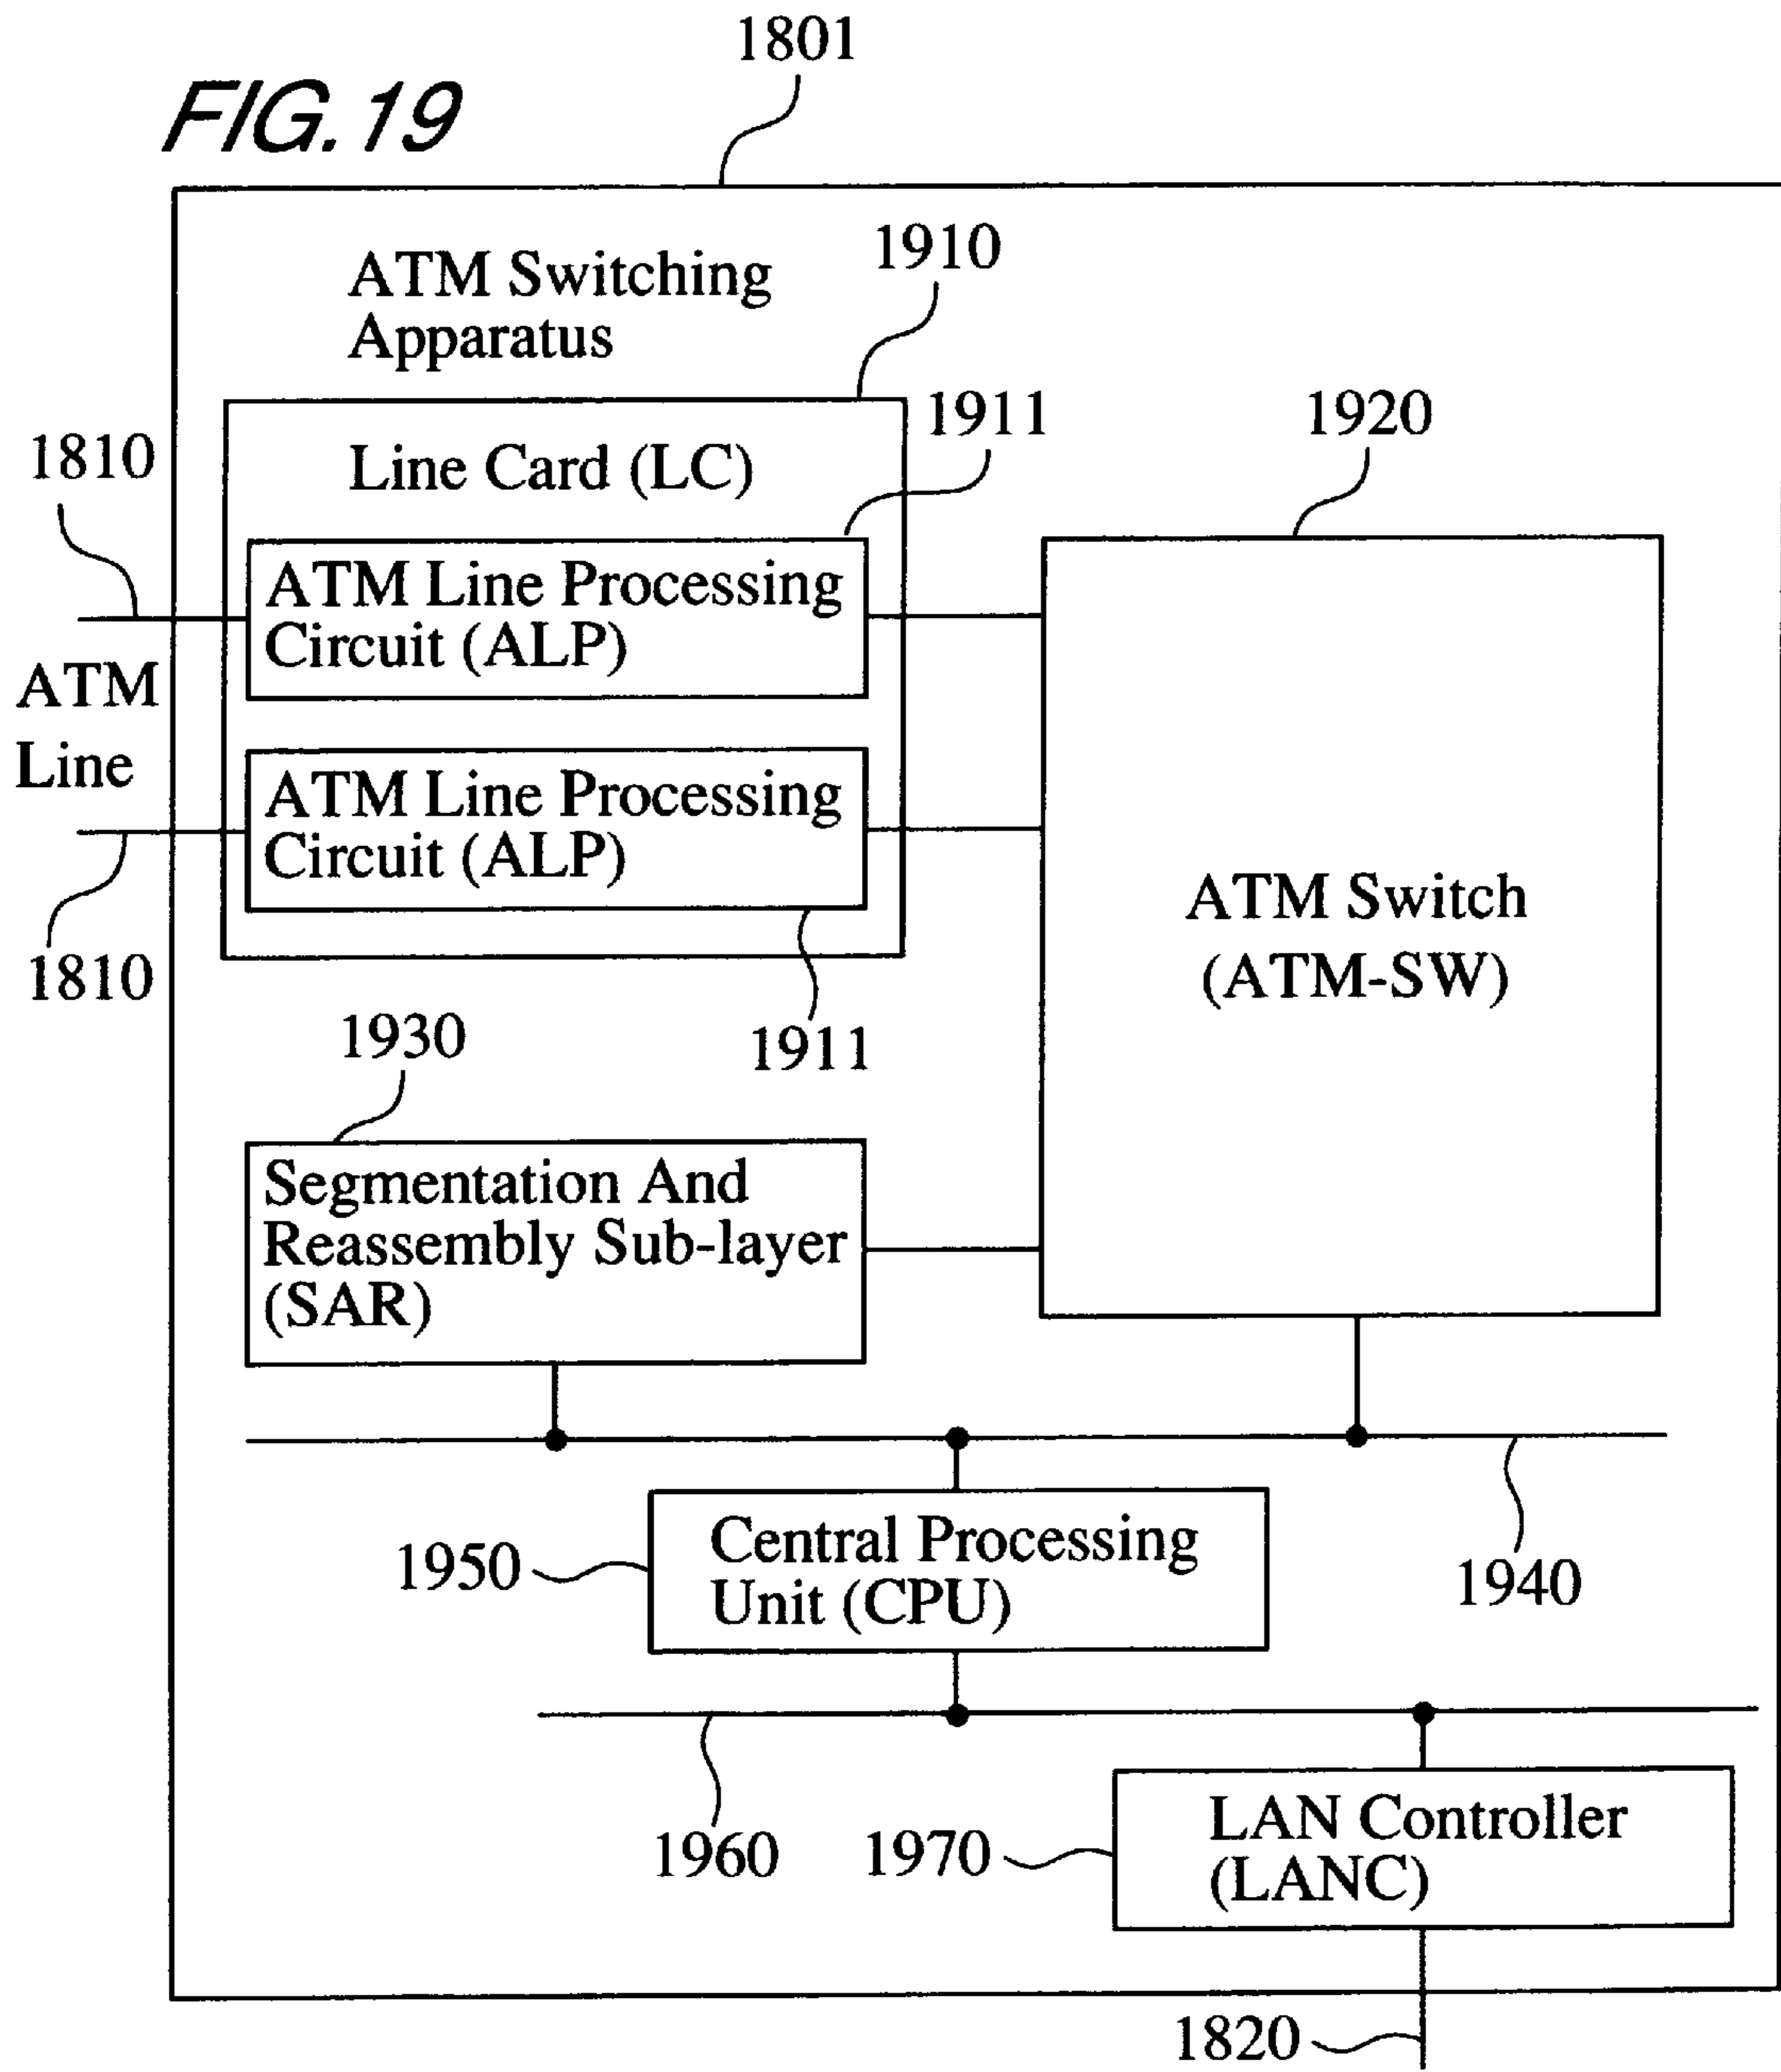 1801
FIG.19
ATM Switching
Apparatus
1910
1911
1920
1810
Line Card (LC)
ATM Line Processing
Circuit (ALP)
ATM
Line
ATM Line Processing
Circuit (ALP)
ATM Switch
(ATM-SW)
1810
1911
1930
Segmentation And
Reassembly Sub-layer
(SAR)
Central Processing
Unit (CPU)
1950
1940
1960
1970
LAN Controller
(LANC)
1820